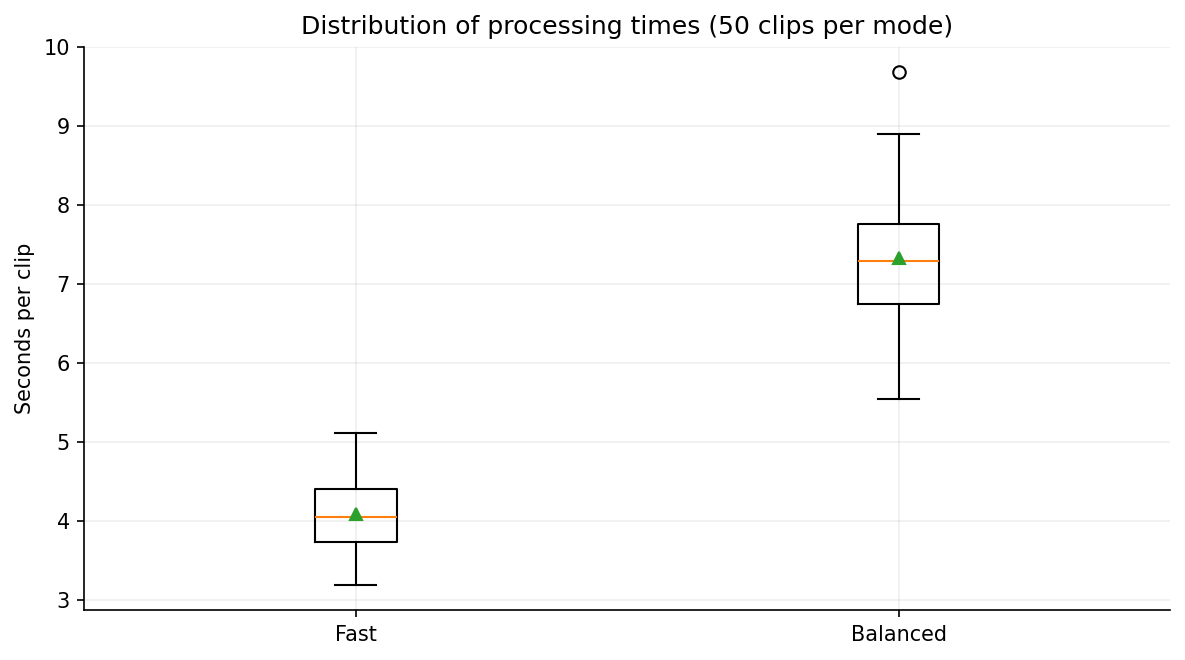 Distribution of processing times (50 clips per mode)
10
9
8
7
6
5
4
3
Seconds per clip
Fast Balanced